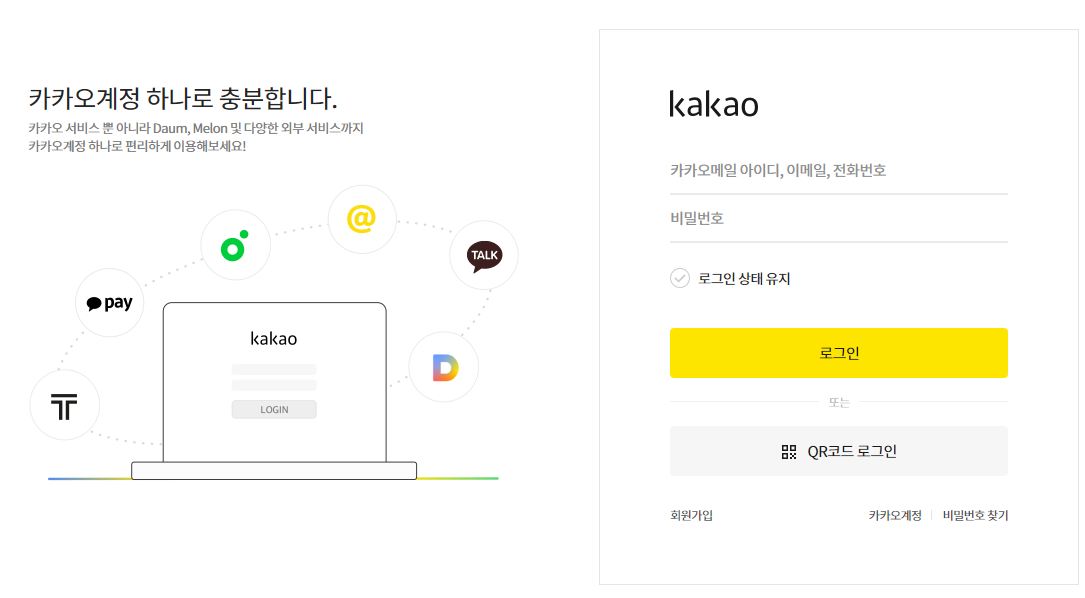 카카오계정 하나로 충분합니다.
카카오 서비스 뿐 아니라 Daum, Melon 및 다양한 외부 서비스까지
카카오계정 하나로 편리하게 이용해보세요!
@
TALK
pay
kakao
D
T
LOGIN
kakao
카카오메일 아이디, 이메일, 전화번호
비밀번호
로그인 상태 유지
로그인
또는
QR코드 로그인
회원가입
카카오계정 | 비밀번호 찾기